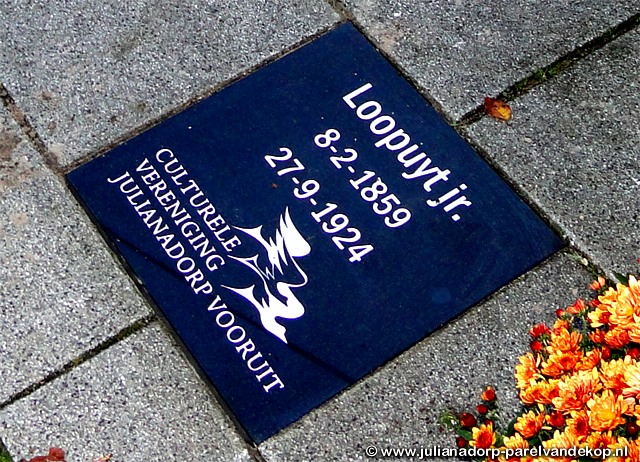 Loopuyt jr.
8-2-1859
27-9-1924
CULTURELE
VERENIGING
JULIANADORP VOORUIT
© www.julianadorp-parelvandekop.nl